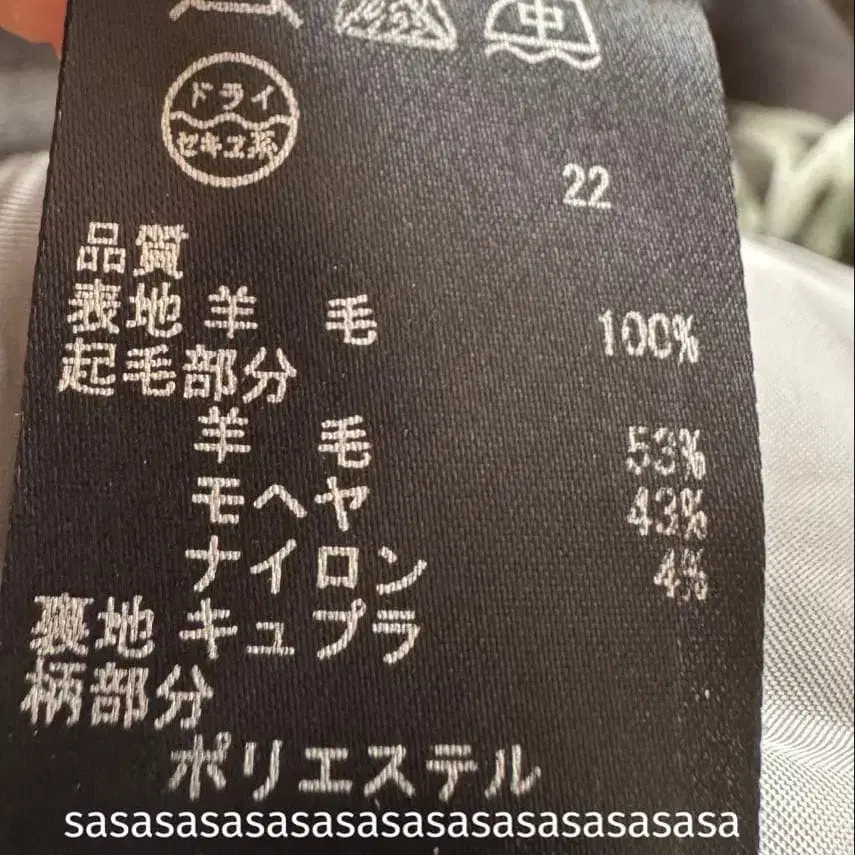 中
ドライ
セキユ系
22
品質
表地 羊 毛 100%
起毛部分
羊 毛 53%
モヘヤ 43%
ナイロン 4%
裏地 キュプラ
柄部分
ポリエステル
sasasasasasasasasasasasasasasa